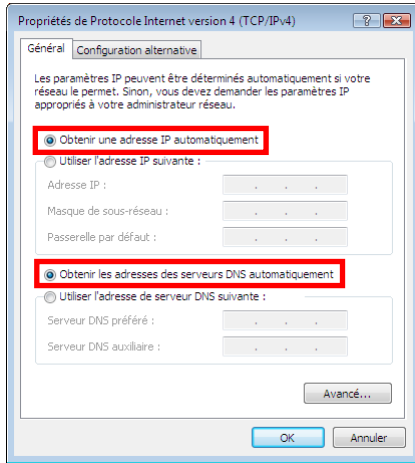 Propriétés de Protocole Internet version 4 (TCP/IPv4)
Général
Configuration alternative
Les paramètres IP peuvent être déterminés automatiquement si votre
réseau le permet. Sinon, vous devez demander les paramètres IP
appropriés à votre administrateur réseau.
Obtenir une adresse IP automatiquement
Utiliser l'adresse IP suivante :
Adresse IP :
Masque de sous-réseau :
Passerelle par défaut :
Obtenir les adresses des serveurs DNS automatiquement
Utiliser l'adresse de serveur DNS suivante :
Serveur DNS préféré :
Serveur DNS auxiliaire :
Avancé...
OK
Annuler